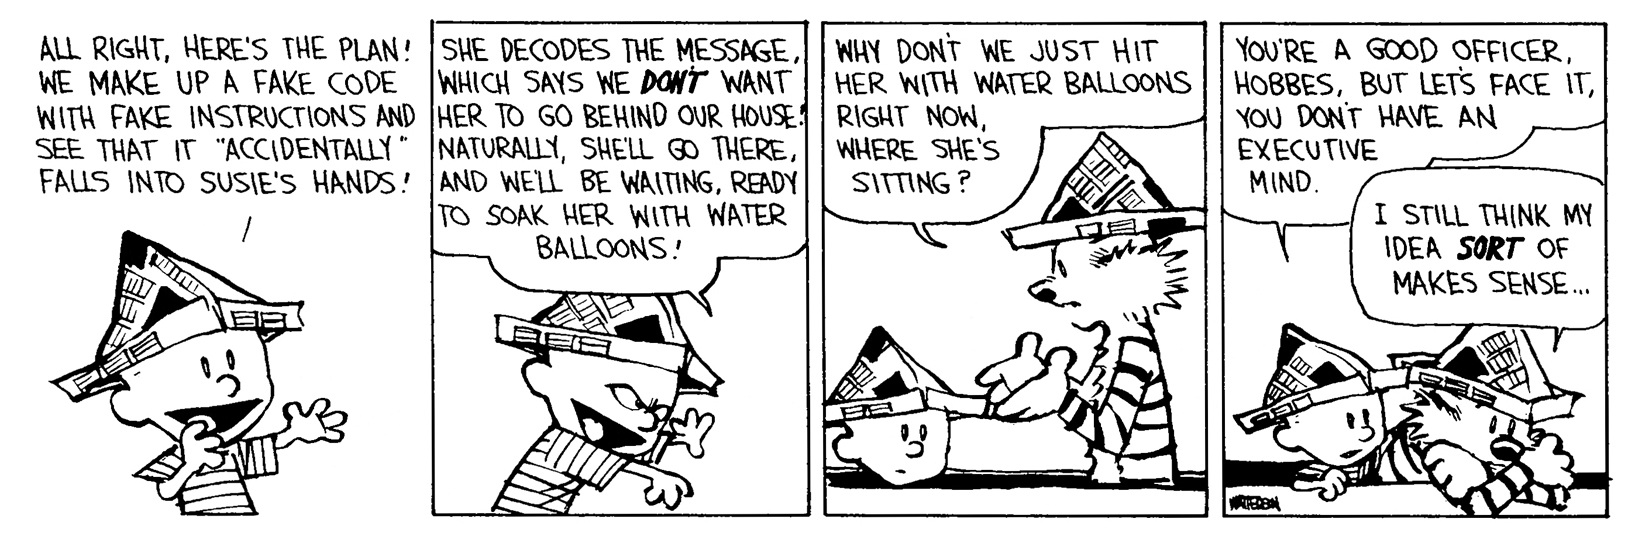 ALL RIGHT, HERE'S THE PLAN!
WE MAKE UP A FAKE CODE
WITH FAKE INSTRUCTIONS AND
SEE THAT IT "ACCIDENTALLY"
FALLS INTO SUSIE'S HANDS!
SHE DECODES THE MESSAGE,
WHICH SAYS WE DON'T WANT
HER TO GO BEHIND OUR HOUSE!
NATURALLY, SHE'LL GO THERE,
AND WE'LL BE WAITING, READY
TO SOAK HER WITH WATER
BALLOONS!
WHY DON'T WE JUST HIT
HER WITH WATER BALLOONS
RIGHT NOW,
WHERE SHE'S
SITTING?
YOU'RE A GOOD OFFICER,
HOBBES, BUT LET'S FACE IT,
YOU DON'T HAVE AN
EXECUTIVE
MIND.
I STILL THINK MY
IDEA SORT OF
MAKES SENSE...
WATTERSON